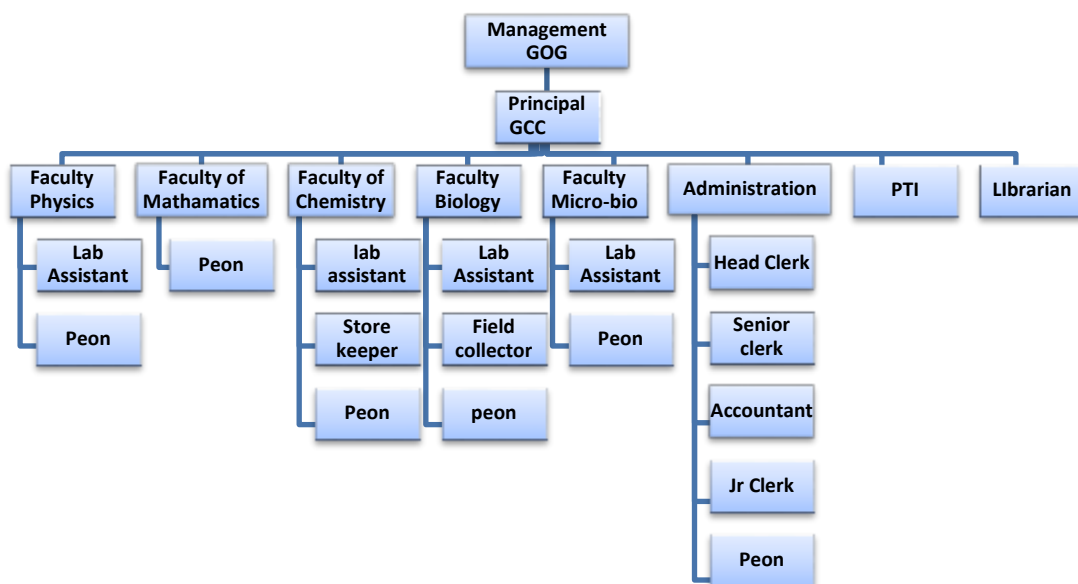 Management
GOG
Principal
GCC
Faculty
Physics
Faculty of
Mathamatics
Faculty of
Chemistry
Faculty
Biology
Faculty
Micro-bio
Administration
PTI
LIbrarian
Lab
Assistant
Peon
Peon
lab
assistant
Store
keeper
Peon
Lab
Assistant
Field
collector
peon
Lab
Assistant
Peon
Head Clerk
Senior
clerk
Accountant
Jr Clerk
Peon